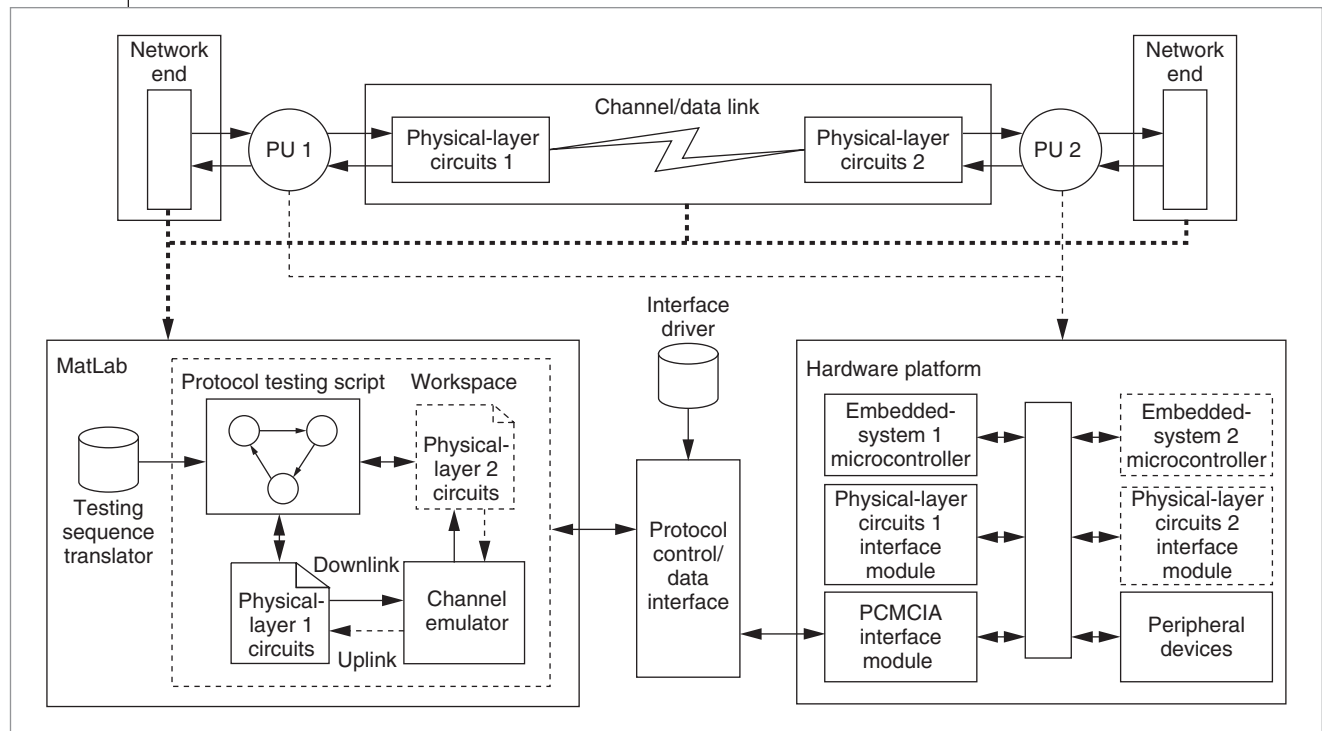 Network
end
PU 1
Channel/data link
Physical-layer
circuits 1
Physical-layer
circuits 2
PU 2
Network
end
Interface
driver
MatLab
Protocol testing script
Workspace
Physical-
layer 2
circuits
Testing
sequence
translator
Downlink
Physical-
layer 1
circuits
Uplink
Channel
emulator
Protocol
control/
data
interface
Hardware platform
Embedded-
system 1
microcontroller
Embedded-
system 2
microcontroller
Physical-layer
circuits 1
interface
module
Physical-layer
circuits 2
interface
module
PCMCIA
interface
module
Peripheral
devices